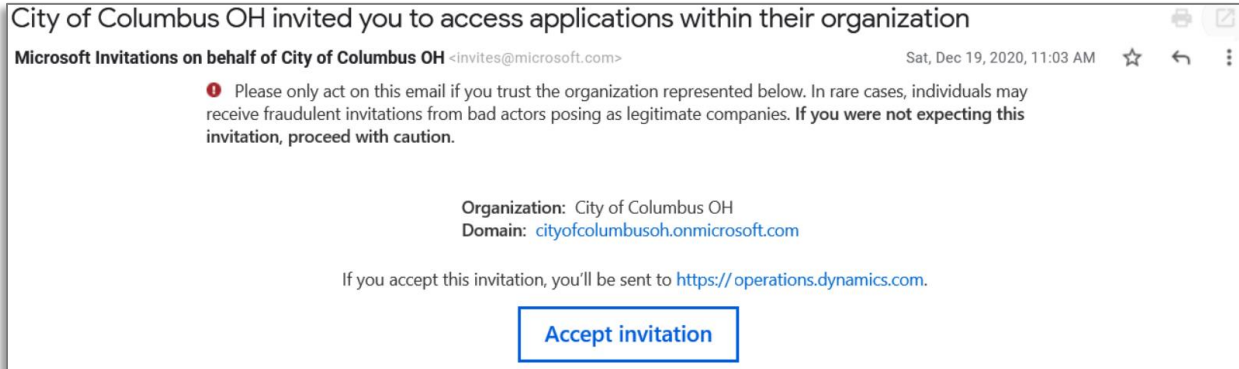 City of Columbus OH invited you to access applications within their organization
Microsoft Invitations on behalf of City of Columbus OH <invites@microsoft.com> Sat, Dec 19, 2020, 11:03 AM
Please only act on this email if you trust the organization represented below. In rare cases, individuals may
receive fraudulent invitations from bad actors posing as legitimate companies. If you were not expecting this
invitation, proceed with caution.
Organization: City of Columbus OH
Domain: cityofcolumbusoh.onmicrosoft.com
If you accept this invitation, you'll be sent to https://operations.dynamics.com.
Accept invitation